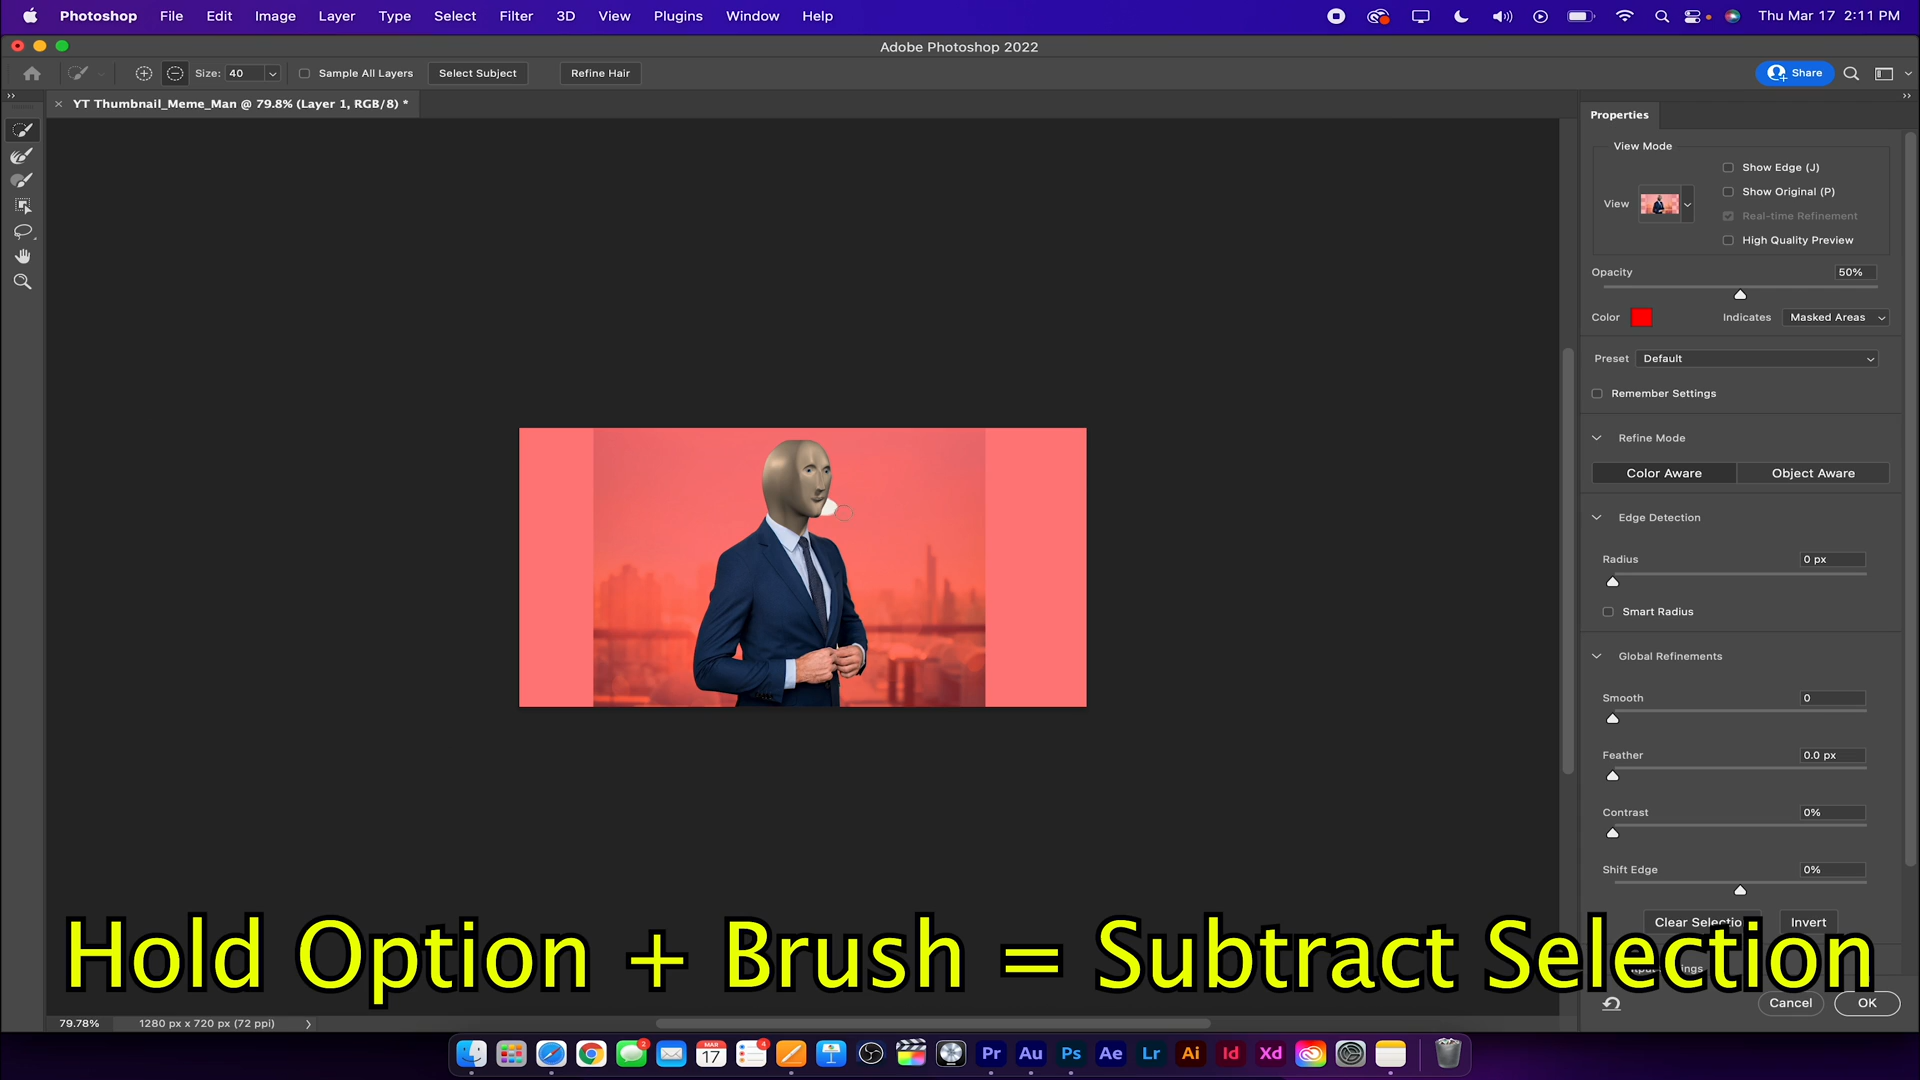 Photoshop File Edit Image Layer Type Select Filter 3D View Plugins Window Help Thu Mar 17 2:11 PM
Adobe Photoshop 2022
Size: 40 Sample All Layers Select Subject Refine Hair Share
YT Thumbnail_Meme_Man @ 79.8% (Layer 1, RGB/8) *
Properties
View Mode
Show Edge (J)
Show Original (P)
View
Real-time Refinement
High Quality Preview
Opacity 50%
Color Indicates Masked Areas
Preset Default
Remember Settings
Refine Mode
Color Aware Object Aware
Edge Detection
Radius 0 px
Smart Radius
Global Refinements
Smooth 0
Feather 0.0 px
Contrast 0%
Shift Edge 0%
Clear Selectio Invert
Hold Option + Brush = Subtract Selection
Cancel OK
79.78% 1280 px x 720 px (72 ppi)
2 MAR 17 4 Pr Au Ps Ae Lr Ai Id Xd